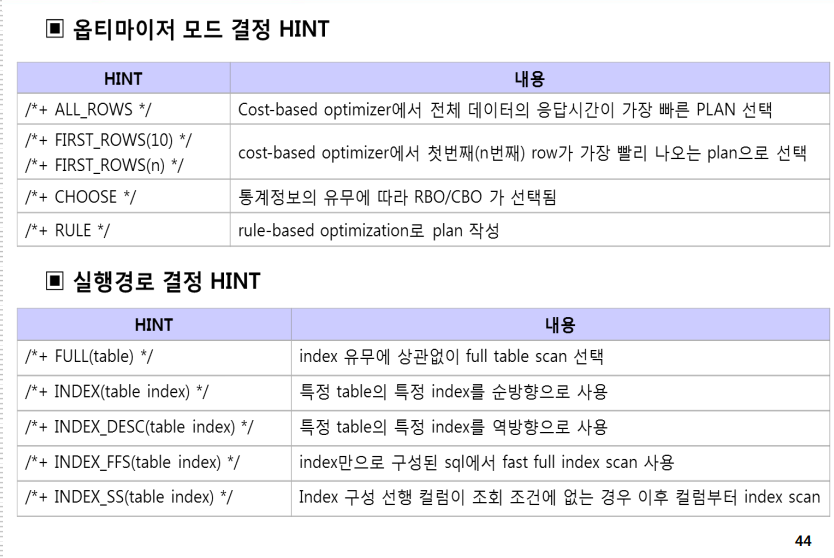 ▣ 옵티마이저 모드 결정 HINT
HINT 내용
/*+ ALL_ROWS */ Cost-based optimizer에서 전체 데이터의 응답시간이 가장 빠른 PLAN 선택
/*+ FIRST_ROWS(10) */
/*+ FIRST_ROWS(n) */
cost-based optimizer에서 첫번째(n번째) row가 가장 빨리 나오는 plan으로 선택
/*+ CHOOSE */ 통계정보의 유무에 따라 RBO/CBO 가 선택됨
/*+ RULE */ rule-based optimization로 plan 작성
▣ 실행경로 결정 HINT
HINT 내용
/*+ FULL(table) */ index 유무에 상관없이 full table scan 선택
/*+ INDEX(table index) */ 특정 table의 특정 index를 순방향으로 사용
/*+ INDEX_DESC(table index) */ 특정 table의 특정 index를 역방향으로 사용
/*+ INDEX_FFS(table index) */ index만으로 구성된 sql에서 fast full index scan 사용
/*+ INDEX_SS(table index) */ Index 구성 선행 컬럼이 조회 조건에 없는 경우 이후 컬럼부터 index scan
44